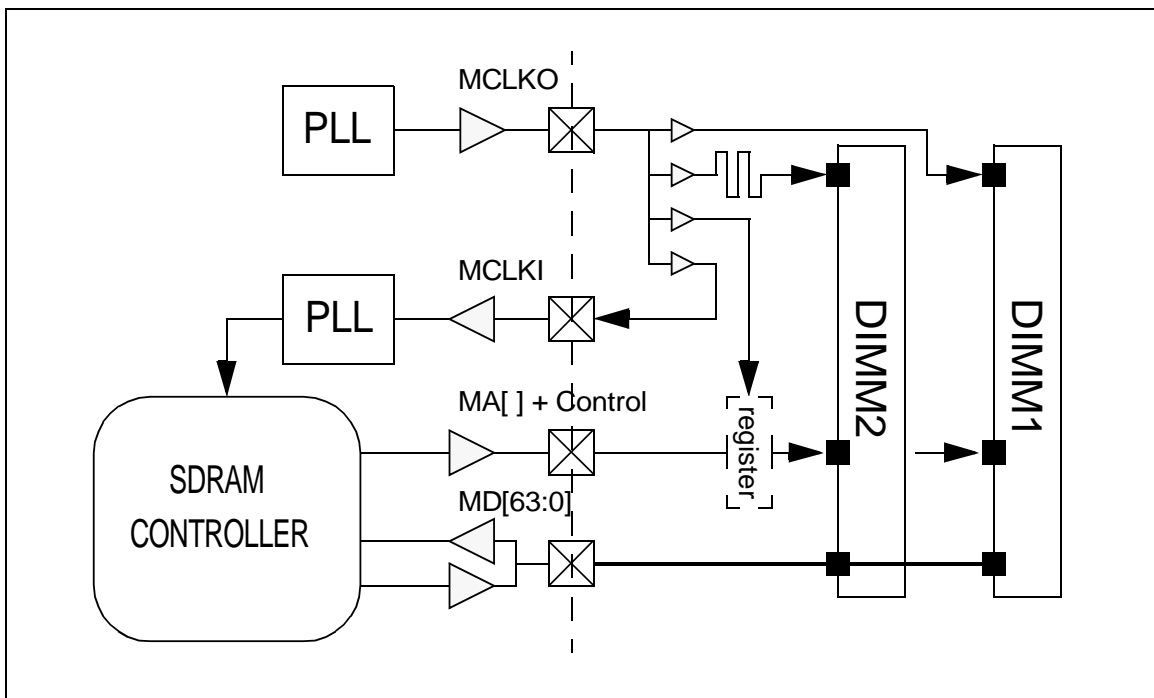 MCLKO
PLL
MCLKI
PLL
DIMM2
DIMM1
MA[ ] + Control
register
SDRAM
CONTROLLER
MD[63:0]